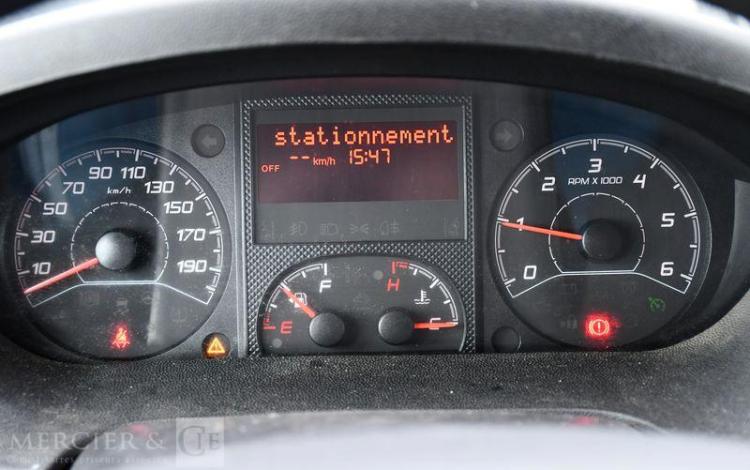 stationnement
OFF -- km/h 15:47
10 30 50 70 90 110 130 150 170 190
km/h
E F
H C
0 1 2 3 4 5 6
RPM X 1000
MERCIER & Cie